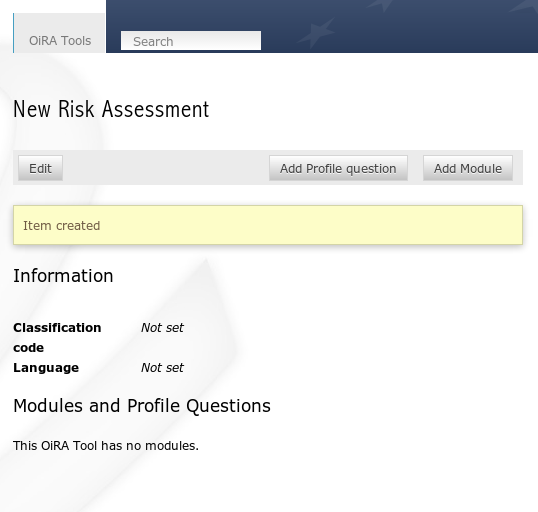 OiRA Tools
Search
New Risk Assessment
Edit Add Profile question Add Module
Item created
Information
Classification code Not set
Language Not set
Modules and Profile Questions
This OiRA Tool has no modules.